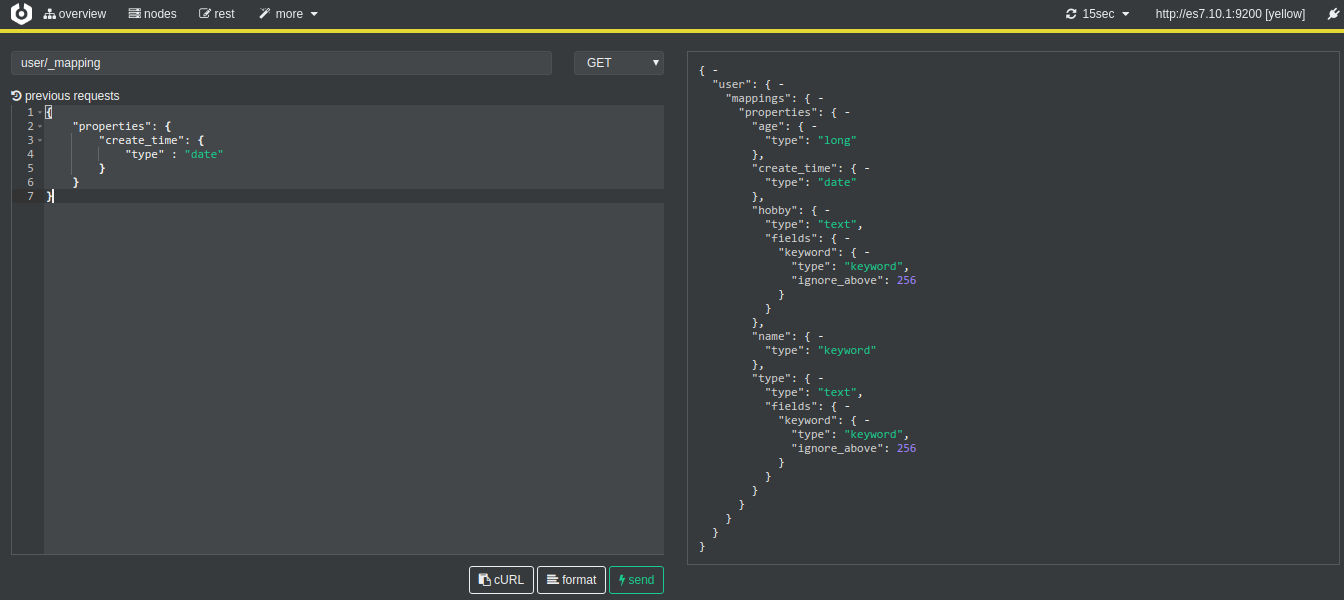 overview nodes rest more 15sec http://es7.10.1:9200 [yellow]
user/_mapping GET
previous requests
1 {
2 "properties": {
3 "create_time": {
4 "type" : "date"
5 }
6 }
7 }
cURL format send
{ -
"user": { -
"mappings": { -
"properties": { -
"age": { -
"type": "long"
},
"create_time": { -
"type": "date"
},
"hobby": { -
"type": "text",
"fields": { -
"keyword": { -
"type": "keyword",
"ignore_above": 256
}
}
},
"name": { -
"type": "keyword"
},
"type": { -
"type": "text",
"fields": { -
"keyword": { -
"type": "keyword",
"ignore_above": 256
}
}
}
}
}
}
}